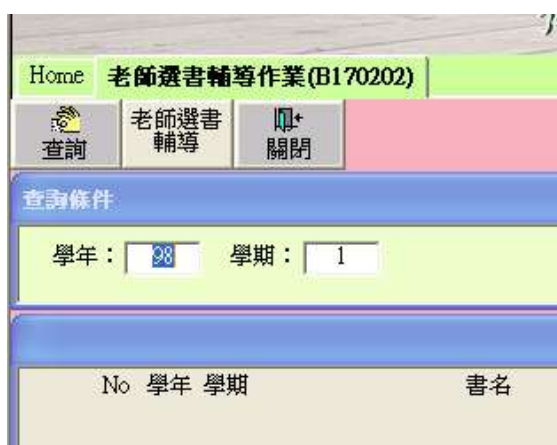 Home 老師選書輔導作業(B170202)
查詢 老師選書輔導 關閉
查詢條件
學年： 98 學期： 1
No 學年 學期 書名